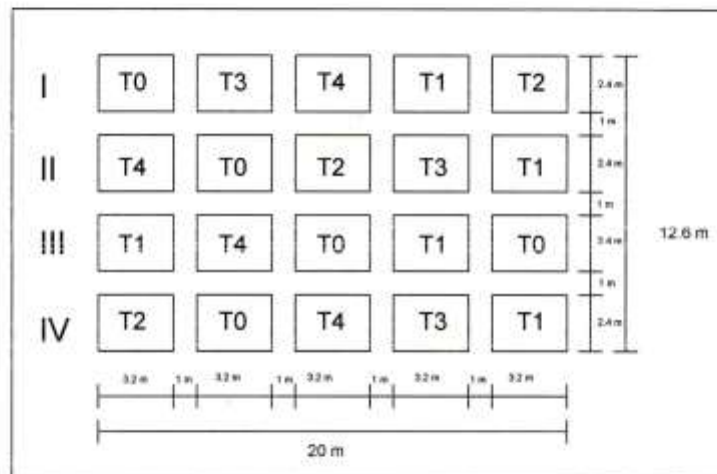 I T0 T3 T4 T1 T2 2.4 m
1 m
II T4 T0 T2 T3 T1 2.4 m
1 m
III T1 T4 T0 T1 T0 2.4 m 12.6 m
1 m
IV T2 T0 T4 T3 T1 2.4 m
3.2 m 1 m 3.2 m 1 m 3.2 m 1 m 3.2 m 1 m 3.2 m
20 m